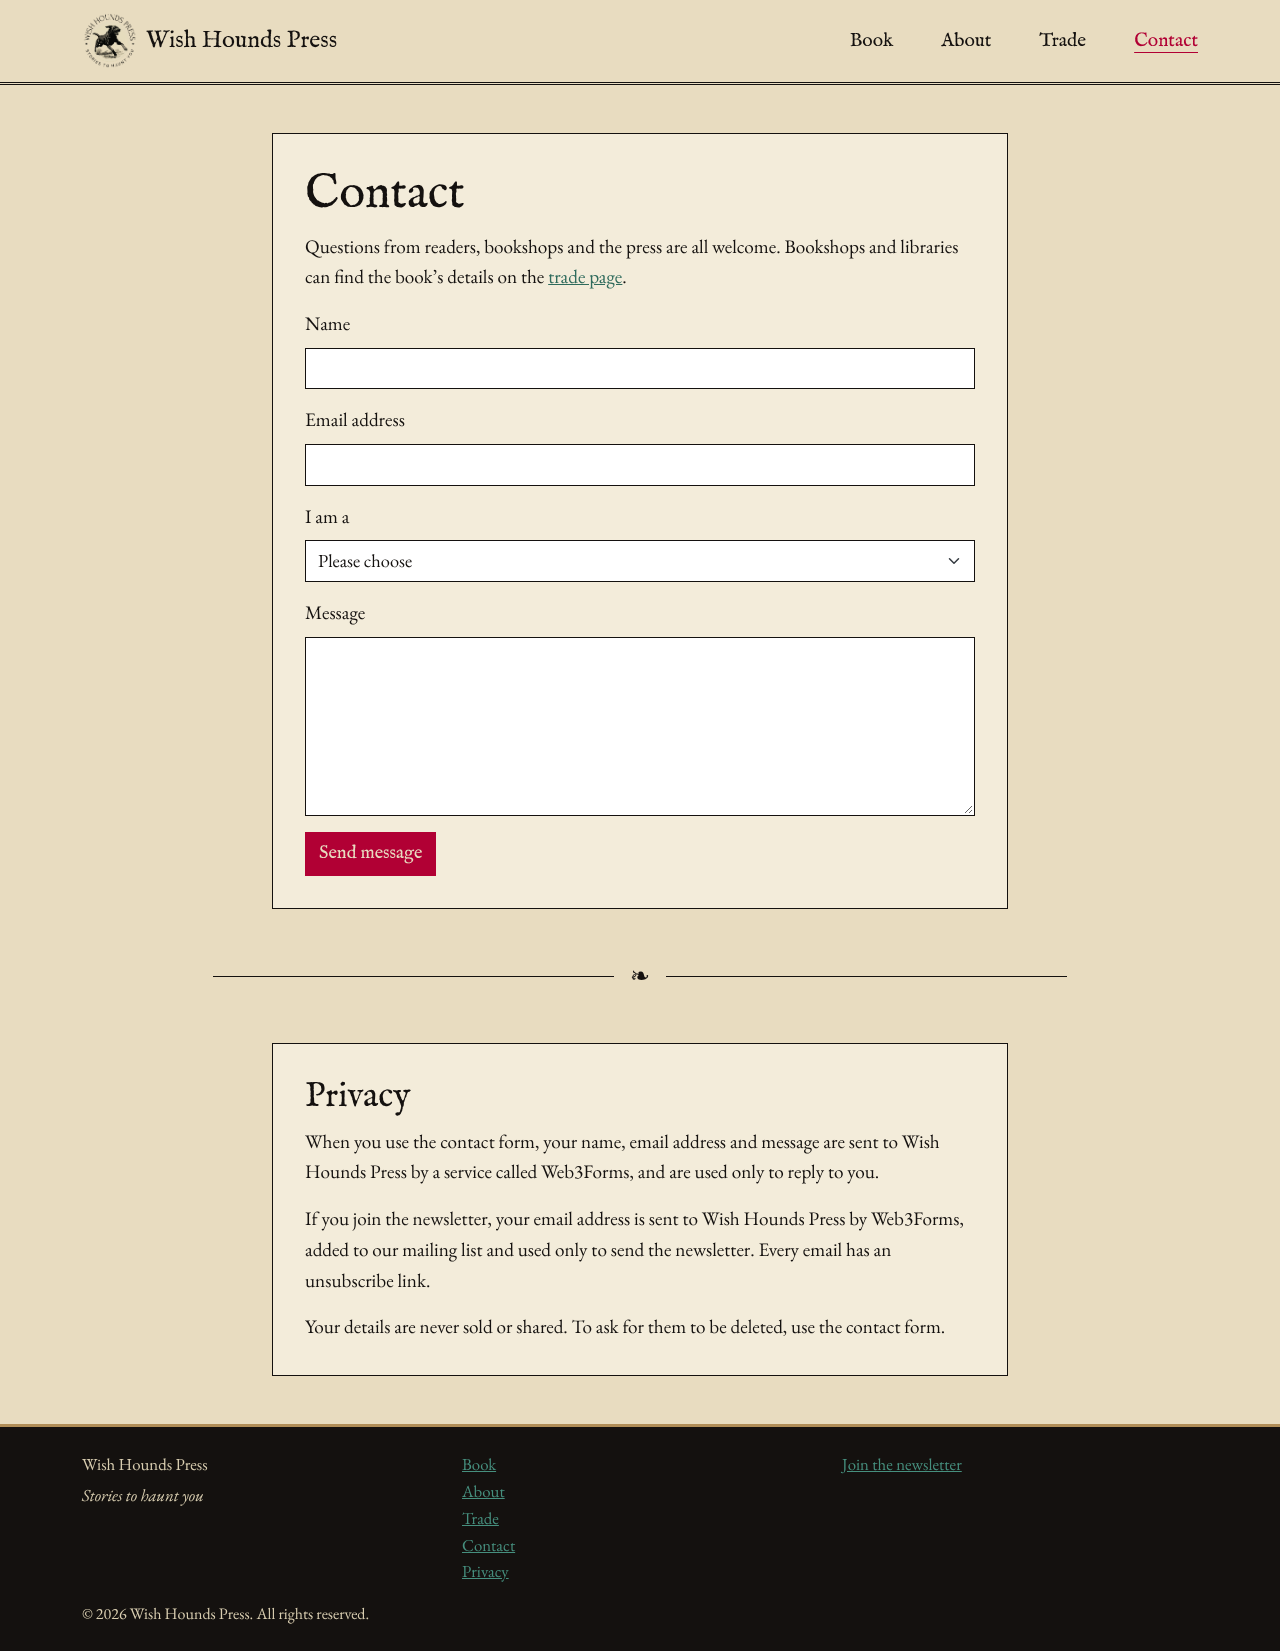 WISH HOUNDS PRESS
STORIES TO HAUNT YOU
Wish Hounds Press
Book
About
Trade
Contact
Contact
Questions from readers, bookshops and the press are all welcome. Bookshops and libraries
can find the book’s details on the trade page.
Name
Email address
I am a
Please choose
Message
Send message
❧
Privacy
When you use the contact form, your name, email address and message are sent to Wish
Hounds Press by a service called Web3Forms, and are used only to reply to you.
If you join the newsletter, your email address is sent to Wish Hounds Press by Web3Forms,
added to our mailing list and used only to send the newsletter. Every email has an
unsubscribe link.
Your details are never sold or shared. To ask for them to be deleted, use the contact form.
Wish Hounds Press
Stories to haunt you
Book
About
Trade
Contact
Privacy
Join the newsletter
© 2026 Wish Hounds Press. All rights reserved.